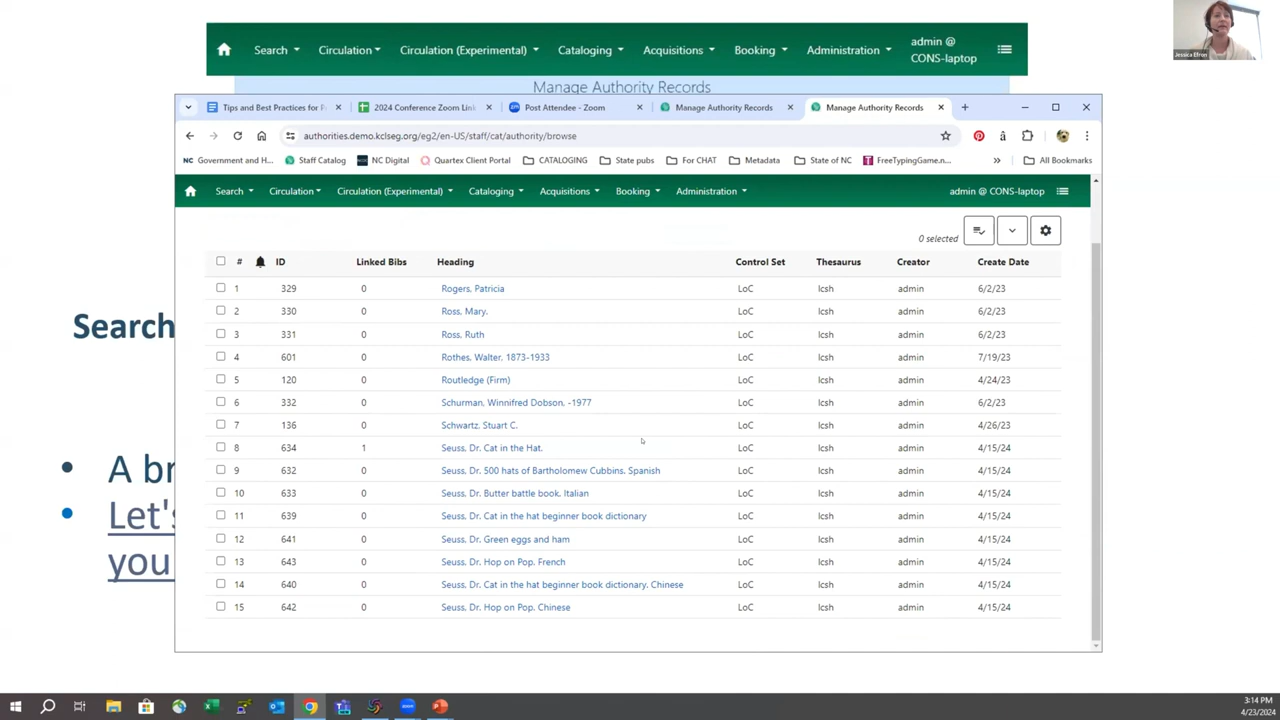 Search Circulation Circulation (Experimental) Cataloging Acquisitions Booking Administration admin @ CONS-laptop
Jessica Efron
Manage Authority Records
Tips and Best Practices for F 2024 Conference Zoom Link Post Attendee - Zoom Manage Authority Records Manage Authority Records
authorities.demo.kclseg.org/eg2/en-US/staff/cat/authority/browse
NC Government and H... Staff Catalog NC Digital Quartex Client Portal CATALOGING State pubs For CHAT Metadata State of NC FreeTypingGame.n... » All Bookmarks
Search Circulation Circulation (Experimental) Cataloging Acquisitions Booking Administration admin @ CONS-laptop
0 selected
# ID Linked Bibs Heading Control Set Thesaurus Creator Create Date
1 329 0 Rogers, Patricia LoC lcsh admin 6/2/23
2 330 0 Ross, Mary. LoC lcsh admin 6/2/23
3 331 0 Ross, Ruth LoC lcsh admin 6/2/23
4 601 0 Rothes, Walter. 1873-1933 LoC lcsh admin 7/19/23
5 120 0 Routledge (Firm) LoC lcsh admin 4/24/23
6 332 0 Schurman, Winnifred Dobson. -1977 LoC lcsh admin 6/2/23
7 136 0 Schwartz, Stuart C. LoC lcsh admin 4/26/23
8 634 1 Seuss, Dr. Cat in the Hat. LoC lcsh admin 4/15/24
9 632 0 Seuss, Dr. 500 hats of Bartholomew Cubbins. Spanish LoC lcsh admin 4/15/24
10 633 0 Seuss, Dr. Butter battle book. Italian LoC lcsh admin 4/15/24
11 639 0 Seuss, Dr. Cat in the hat beginner book dictionary LoC lcsh admin 4/15/24
12 641 0 Seuss, Dr. Green eggs and ham LoC lcsh admin 4/15/24
13 643 0 Seuss, Dr. Hop on Pop. French LoC lcsh admin 4/15/24
14 640 0 Seuss, Dr. Cat in the hat beginner book dictionary. Chinese LoC lcsh admin 4/15/24
15 642 0 Seuss, Dr. Hop on Pop. Chinese LoC lcsh admin 4/15/24
Search
• A br
• Let's
you
3:14 PM
4/23/2024